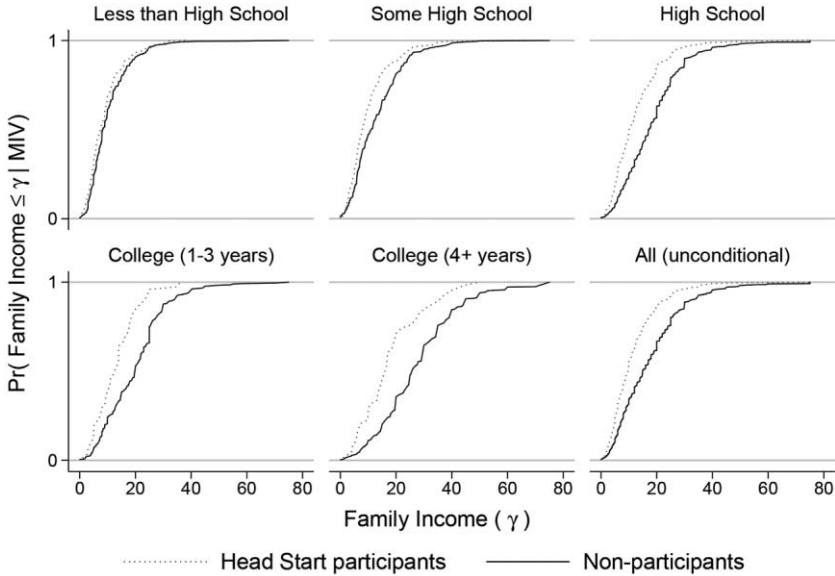 Less than High School
Some High School
High School
Pr( Family Income ≤ γ | MIV)
1
0
College (1-3 years)
College (4+ years)
All (unconditional)
1
0
0 20 40 60 80
0 20 40 60 80
0 20 40 60 80
Family Income ( γ )
Head Start participants
Non-participants